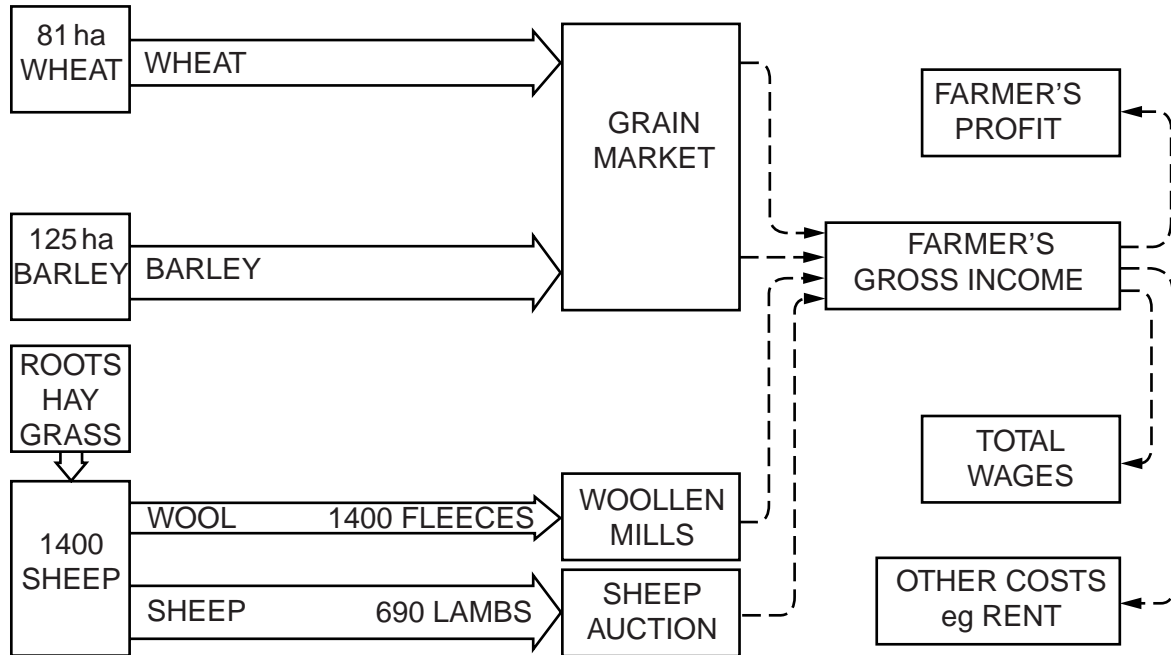 81 ha
WHEAT
WHEAT
GRAIN
MARKET
FARMER'S
PROFIT
125 ha
BARLEY
BARLEY
FARMER'S
GROSS INCOME
ROOTS
HAY
GRASS
TOTAL
WAGES
1400
SHEEP
WOOL 1400 FLEECES
WOOLLEN
MILLS
SHEEP 690 LAMBS
SHEEP
AUCTION
OTHER COSTS
eg RENT